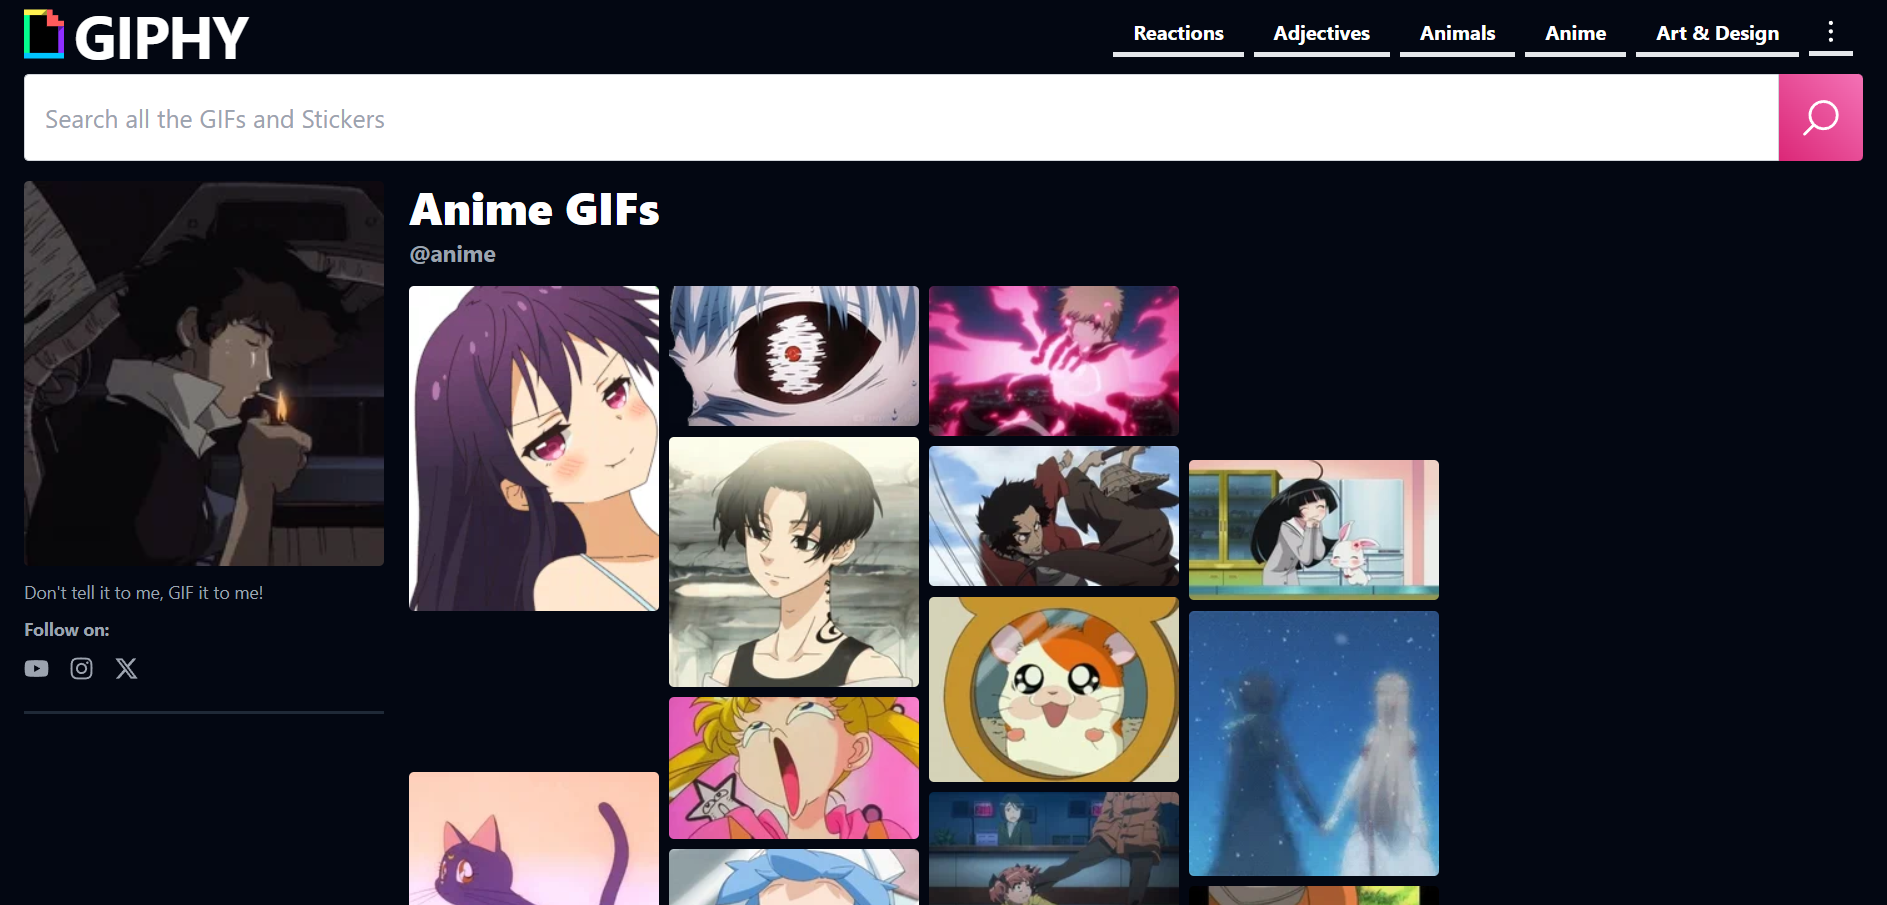 GIPHY
Reactions
Adjectives
Animals
Anime
Art & Design
Search all the GIFs and Stickers
Anime GIFs
@anime
Don't tell it to me, GIF it to me!
Follow on: